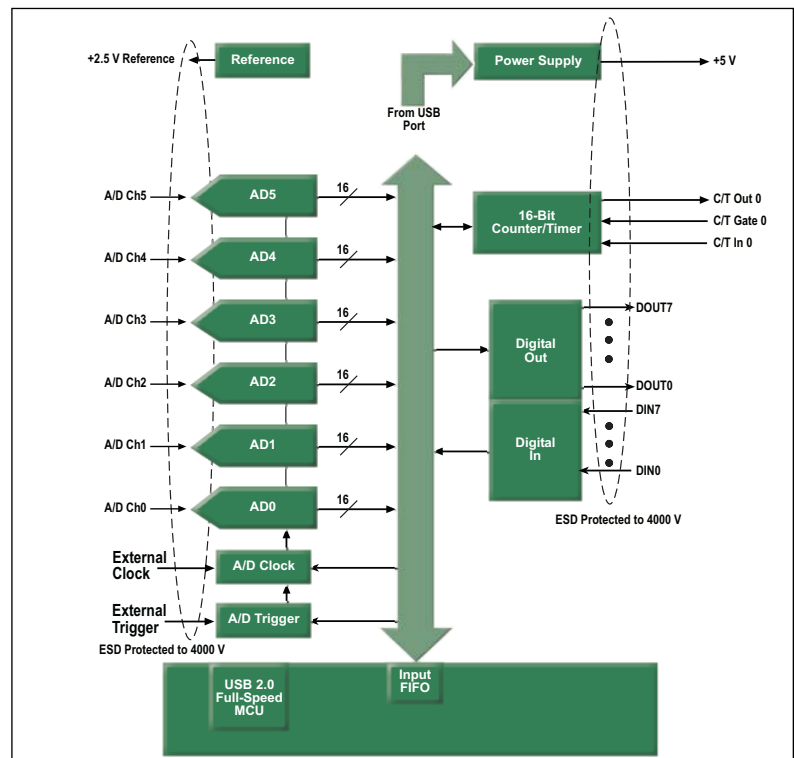 +2.5 V Reference
Reference
Power Supply
+5 V
From USB
Port
A/D Ch5
AD5
16
16-Bit
Counter/Timer
C/T Out 0
C/T Gate 0
C/T In 0
A/D Ch4
AD4
16
A/D Ch3
AD3
16
Digital
Out
DOUT7
A/D Ch2
AD2
16
DOUT0
A/D Ch1
AD1
16
Digital
In
DIN7
DIN0
A/D Ch0
AD0
16
ESD Protected to 4000 V
External
Clock
A/D Clock
External
Trigger
A/D Trigger
ESD Protected to 4000 V
USB 2.0
Full-Speed
MCU
Input
FIFO